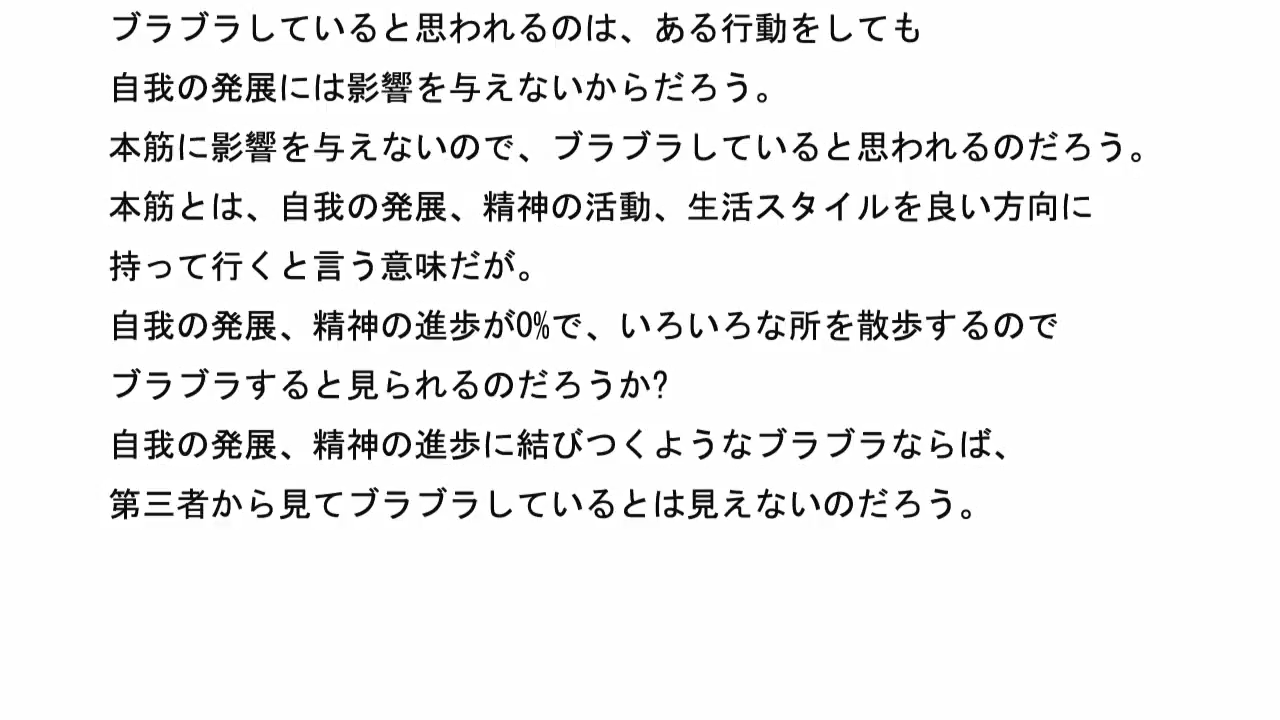 ブラブラしていると思われるのは、ある行動をしても
自我の発展には影響を与えないからだろう。
本筋に影響を与えないので、ブラブラしていると思われるのだろう。
本筋とは、自我の発展、精神の活動、生活スタイルを良い方向に
持って行くと言う意味だが。
自我の発展、精神の進歩が0%で、いろいろな所を散歩するので
ブラブラすると見られるのだろうか?
自我の発展、精神の進歩に結びつくようなブラブラならば、
第三者から見てブラブラしているとは見えないのだろう。